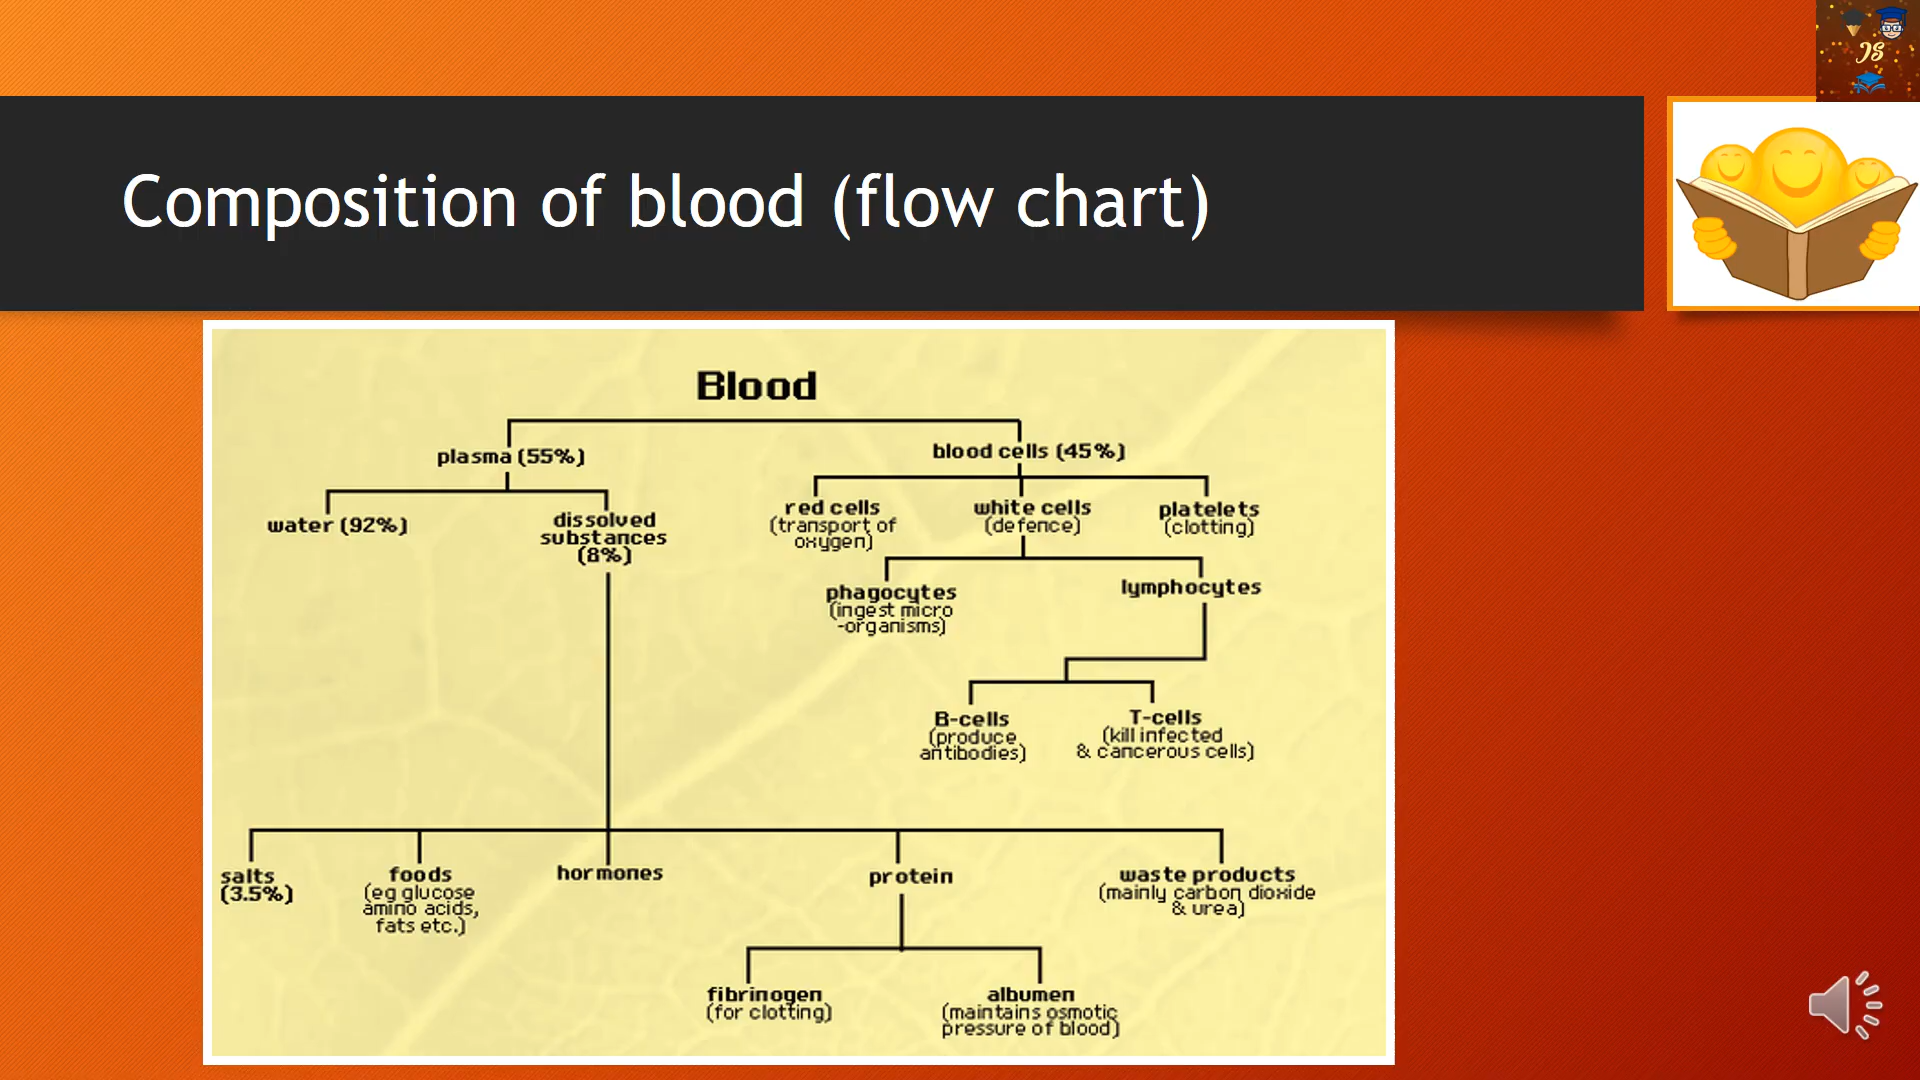 JS
Composition of blood (flow chart)
Blood
plasma (55%)
blood cells (45%)
water (92%)
dissolved
substances
(8%)
red cells
(transport of
oxygen)
white cells
(defence)
platelets
(clotting)
phagocytes
(ingest micro
-organisms)
lymphocytes
B-cells
(produce
antibodies)
T-cells
(kill infected
& cancerous cells)
salts
(3.5%)
foods
(eg glucose
amino acids,
fats etc.)
hormones
protein
waste products
(mainly carbon dioxide
& urea)
fibrinogen
(for clotting)
albumen
(maintains osmotic
pressure of blood)